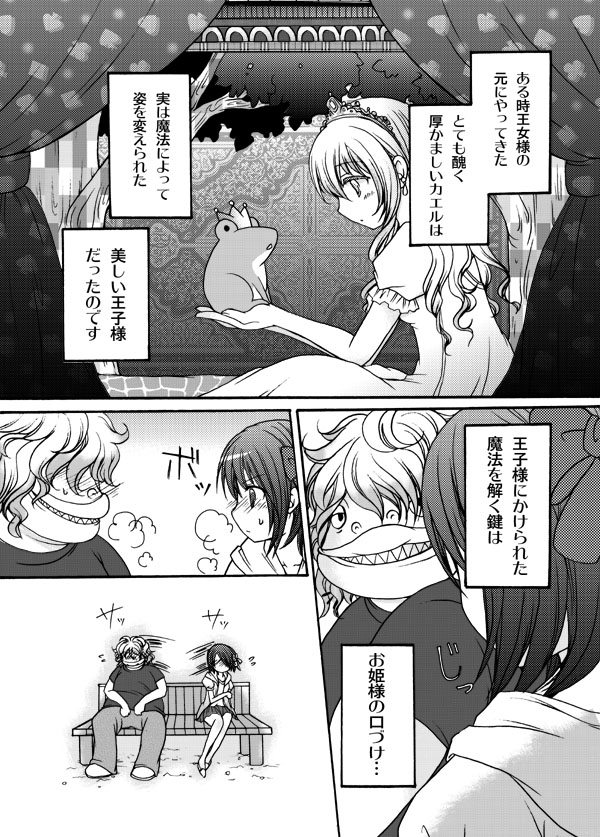 ある時王女様の
元にやってきた
とても醜く
厚かましいカエルは
実は魔法によって
姿を変えられた
美しい王子様
だったのです
王子様にかけられた
魔法を解く鍵は
じっ
お姫様の口づけ…
ボッ
サッ
サッ